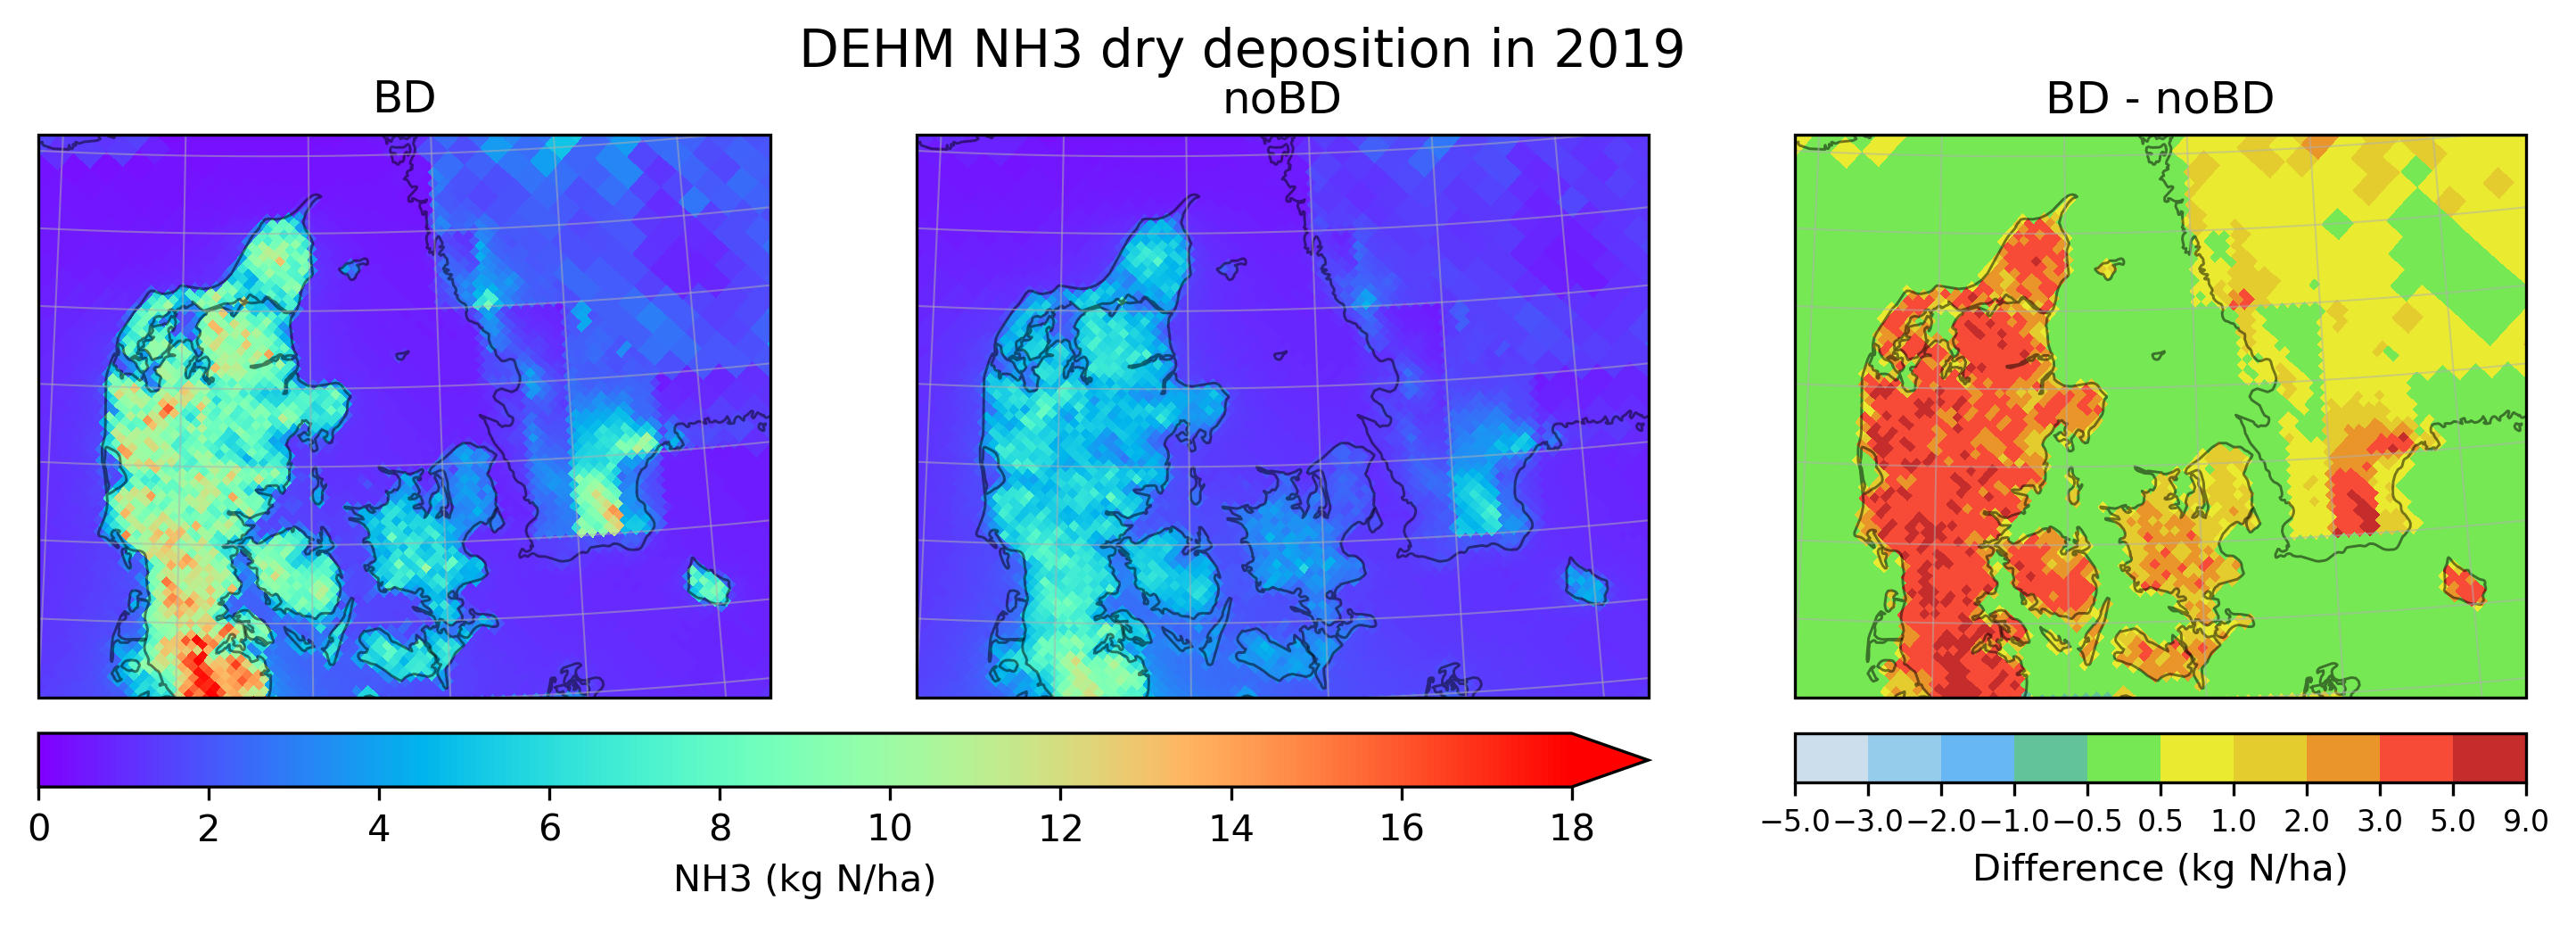 DEHM NH3 dry deposition in 2019
BD
noBD
BD - noBD
0 2 4 6 8 10 12 14 16 18
NH3 (kg N/ha)
−5.0 −3.0 −2.0 −1.0 −0.5 0.5 1.0 2.0 3.0 5.0 9.0
Difference (kg N/ha)